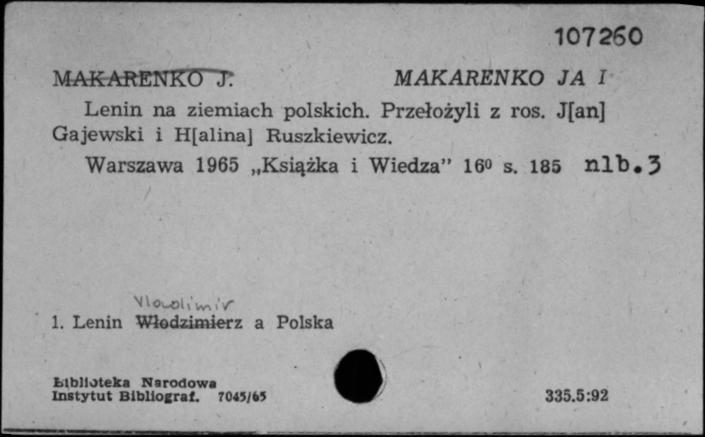 107260
MAKARENKO J. MAKARENKO JA I
Lenin na ziemiach polskich. Przełożyli z ros. J[an]
Gajewski i H[alina] Ruszkiewicz.
Warszawa 1965 „Książka i Wiedza” 16⁰ s. 185 nlb.3
Vladimir
1. Lenin Włodzimierz a Polska
Biblioteka Narodowa
Instytut Bibliograf. 7045/65 335.5:92